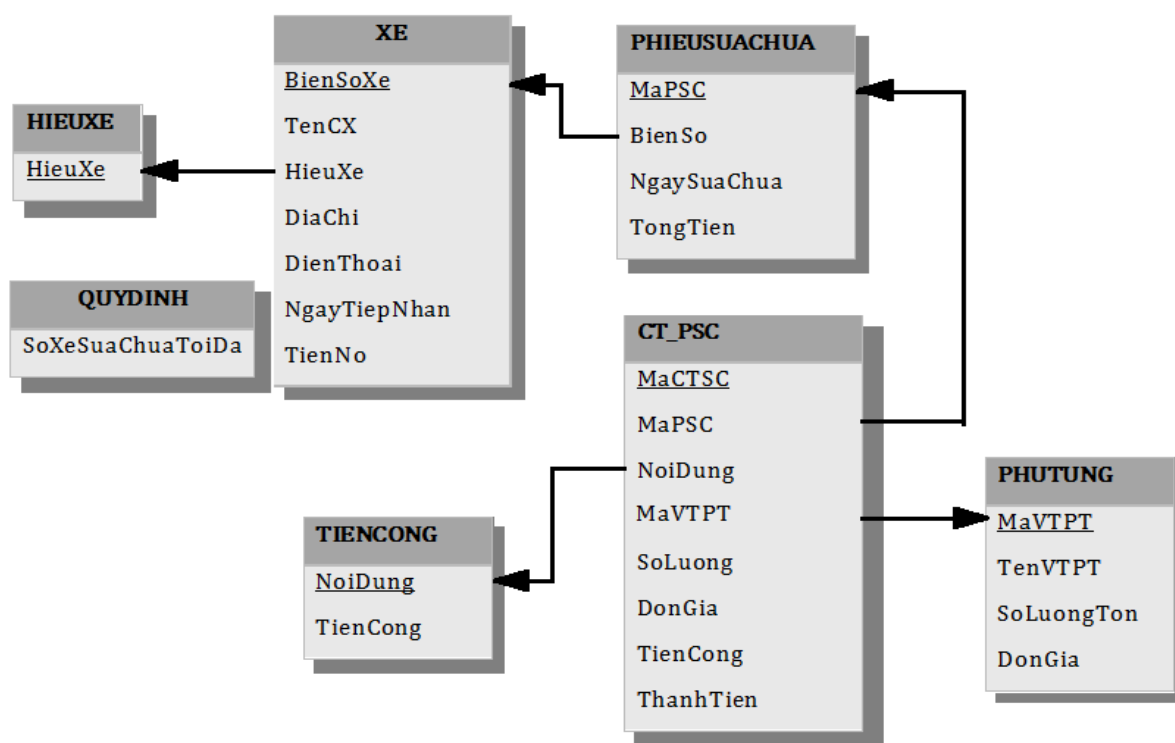 HIEUXE
HieuXe
QUYDINH
SoXeSuaChuaToiDa
XE
BienSoXe
TenCX
HieuXe
DiaChi
DienThoai
NgayTiepNhan
TienNo
PHIEUSUACHUA
MaPSC
BienSo
NgaySuaChua
TongTien
TIENCONG
NoiDung
TienCong
CT_PSC
MaCTSC
MaPSC
NoiDung
MaVTPT
SoLuong
DonGia
TienCong
ThanhTien
PHUTUNG
MaVTPT
TenVTPT
SoLuongTon
DonGia